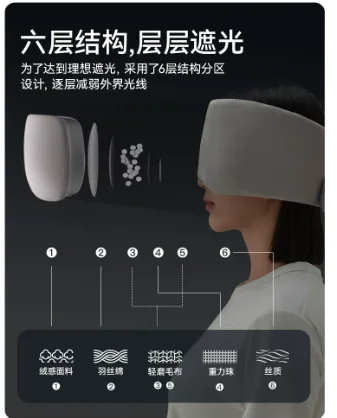 六层结构,层层遮光
为了达到理想遮光, 采用了6层结构分区
设计, 逐层减弱外界光线
① ② ③ ④ ⑤ ⑥
绒感面料 羽丝绵 轻磨毛布 重力珠 丝质
① ② ③⑤ ④ ⑥